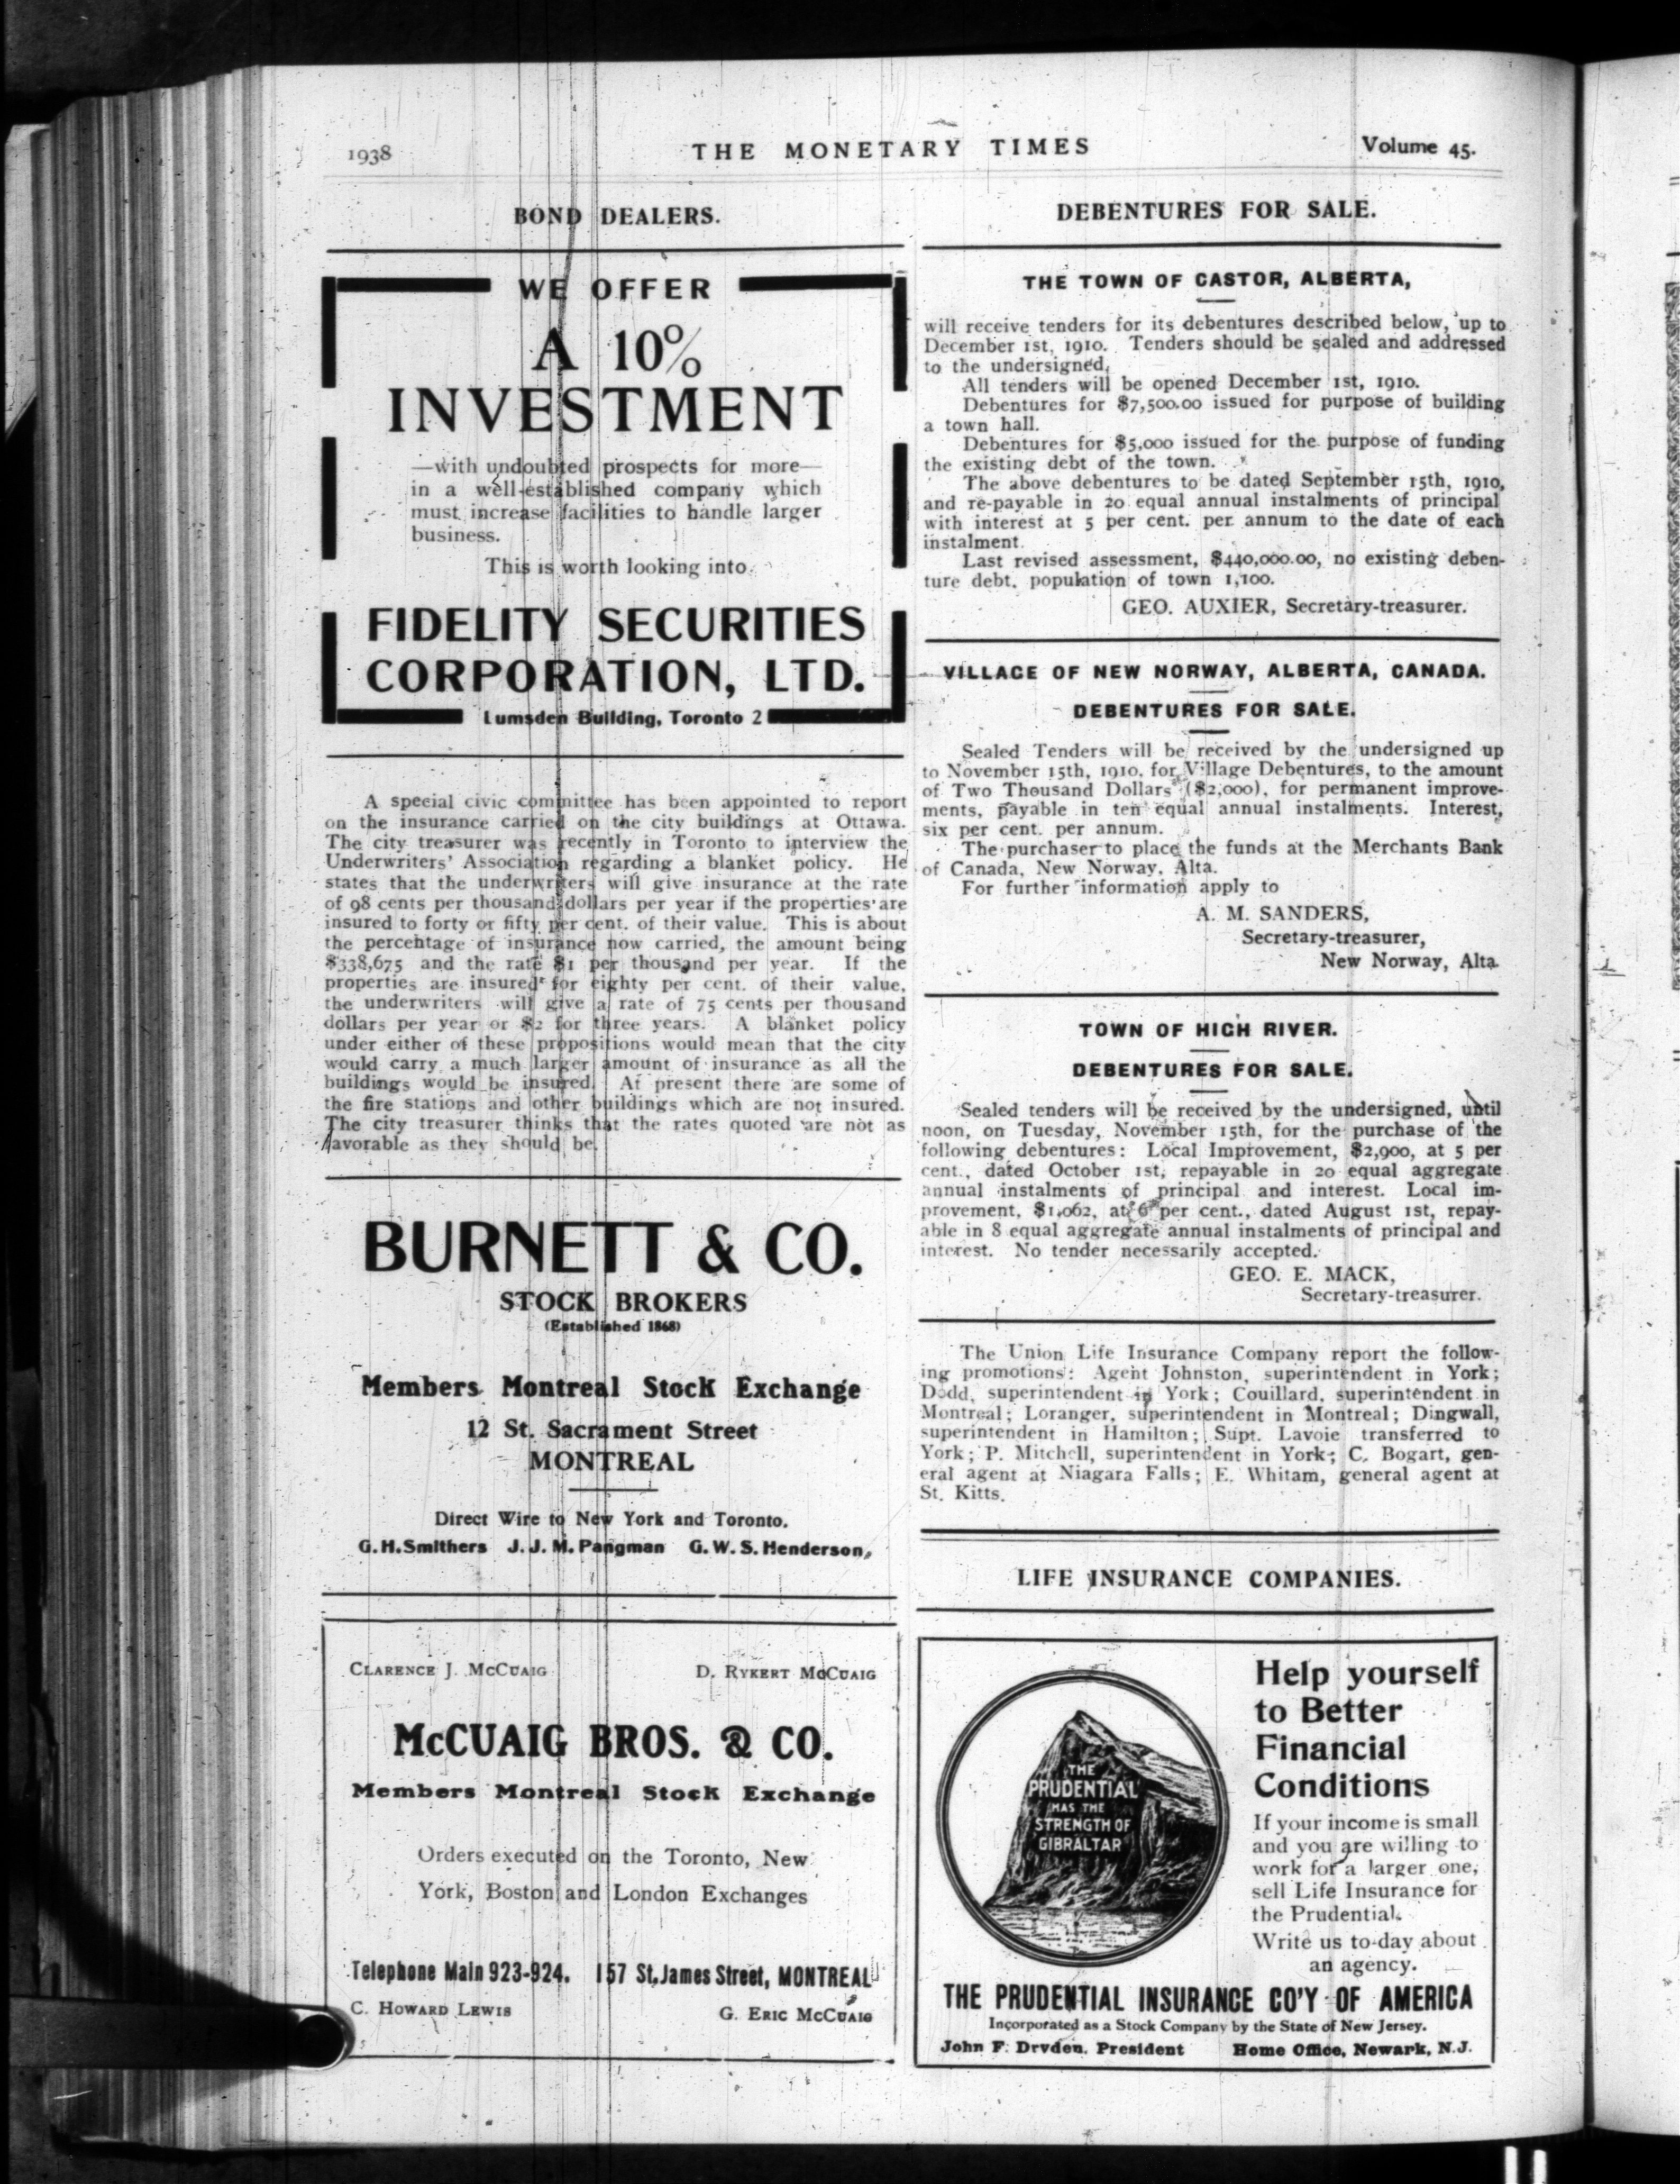 1938
THE MONETARY TIMES
Volume 45.
BOND DEALERS.
WE OFFER
A 10%
INVESTMENT
—with undoubted prospects for more—
in a well-established company which
must increase facilities to handle larger
business.
This is worth looking into.
FIDELITY SECURITIES
CORPORATION, LTD.
Lumsden Building, Toronto 2
A special civic committee has been appointed to report
on the insurance carried on the city buildings at Ottawa.
The city treasurer was recently in Toronto to interview the
Underwriters' Association regarding a blanket policy. He
states that the underwriters will give insurance at the rate
of 98 cents per thousand dollars per year if the properties are
insured to forty or fifty per cent. of their value. This is about
the percentage of insurance now carried, the amount being
$338,675 and the rate $1 per thousand per year. If the
properties are insured for eighty per cent. of their value,
the underwriters will give a rate of 75 cents per thousand
dollars per year or $2 for three years. A blanket policy
under either of these propositions would mean that the city
would carry a much larger amount of insurance as all the
buildings would be insured. At present there are some of
the fire stations and other buildings which are not insured.
The city treasurer thinks that the rates quoted are not as
favorable as they should be.
BURNETT & CO.
STOCK BROKERS
(Established 1868)
Members Montreal Stock Exchange
12 St. Sacrament Street
MONTREAL
Direct Wire to New York and Toronto.
G. H. Smithers J. J. M. Pangman G. W. S. Henderson,
CLARENCE J. MCCUAIG D. RYKERT MCCUAIG
MCCUAIG BROS. & CO.
Members Montreal Stock Exchange
Orders executed on the Toronto, New
York, Boston and London Exchanges
Telephone Main 923-924. 157 St. James Street, MONTREAL
C. HOWARD LEWIS G. ERIC MCCUAIG
DEBENTURES FOR SALE.
THE TOWN OF CASTOR, ALBERTA,
will receive tenders for its debentures described below, up to
December 1st, 1910. Tenders should be sealed and addressed
to the undersigned.
All tenders will be opened December 1st, 1910.
Debentures for $7,500.00 issued for purpose of building
a town hall.
Debentures for $5,000 issued for the purpose of funding
the existing debt of the town.
The above debentures to be dated September 15th, 1910,
and re-payable in 20 equal annual instalments of principal
with interest at 5 per cent. per annum to the date of each
instalment.
Last revised assessment, $440,000.00, no existing deben-
ture debt, population of town 1,100.
GEO. AUXIER, Secretary-treasurer.
VILLAGE OF NEW NORWAY, ALBERTA, CANADA.
DEBENTURES FOR SALE.
Sealed Tenders will be received by the undersigned up
to November 15th, 1910, for Village Debentures, to the amount
of Two Thousand Dollars ($2,000), for permanent improve-
ments, payable in ten equal annual instalments. Interest,
six per cent. per annum.
The purchaser to place the funds at the Merchants Bank
of Canada, New Norway, Alta.
For further information apply to
A. M. SANDERS,
Secretary-treasurer,
New Norway, Alta.
TOWN OF HIGH RIVER.
DEBENTURES FOR SALE.
Sealed tenders will be received by the undersigned, until
noon, on Tuesday, November 15th, for the purchase of the
following debentures: Local Improvement, $2,900, at 5 per
cent., dated October 1st, repayable in 20 equal aggregate
annual instalments of principal and interest. Local im-
provement, $1,062, at 6 per cent., dated August 1st, repay-
able in 8 equal aggregate annual instalments of principal and
interest. No tender necessarily accepted.
GEO. E. MACK,
Secretary-treasurer.
The Union Life Insurance Company report the follow-
ing promotions: Agent Johnston, superintendent in York;
Dodd, superintendent in York; Couillard, superintendent in
Montreal; Loranger, superintendent in Montreal; Dingwall,
superintendent in Hamilton; Supt. Lavoie transferred to
York; P. Mitchell, superintendent in York; C. Bogart, gen-
eral agent at Niagara Falls; E. Whitam, general agent at
St. Kitts.
LIFE INSURANCE COMPANIES.
THE
PRUDENTIAL
HAS THE
STRENGTH OF
GIBRALTAR
Help yourself
to Better
Financial
Conditions
If your income is small
and you are willing to
work for a larger one,
sell Life Insurance for
the Prudential.
Write us to-day about
an agency.
THE PRUDENTIAL INSURANCE CO'Y OF AMERICA
Incorporated as a Stock Company by the State of New Jersey.
John F. Dryden, President Home Office, Newark, N.J.